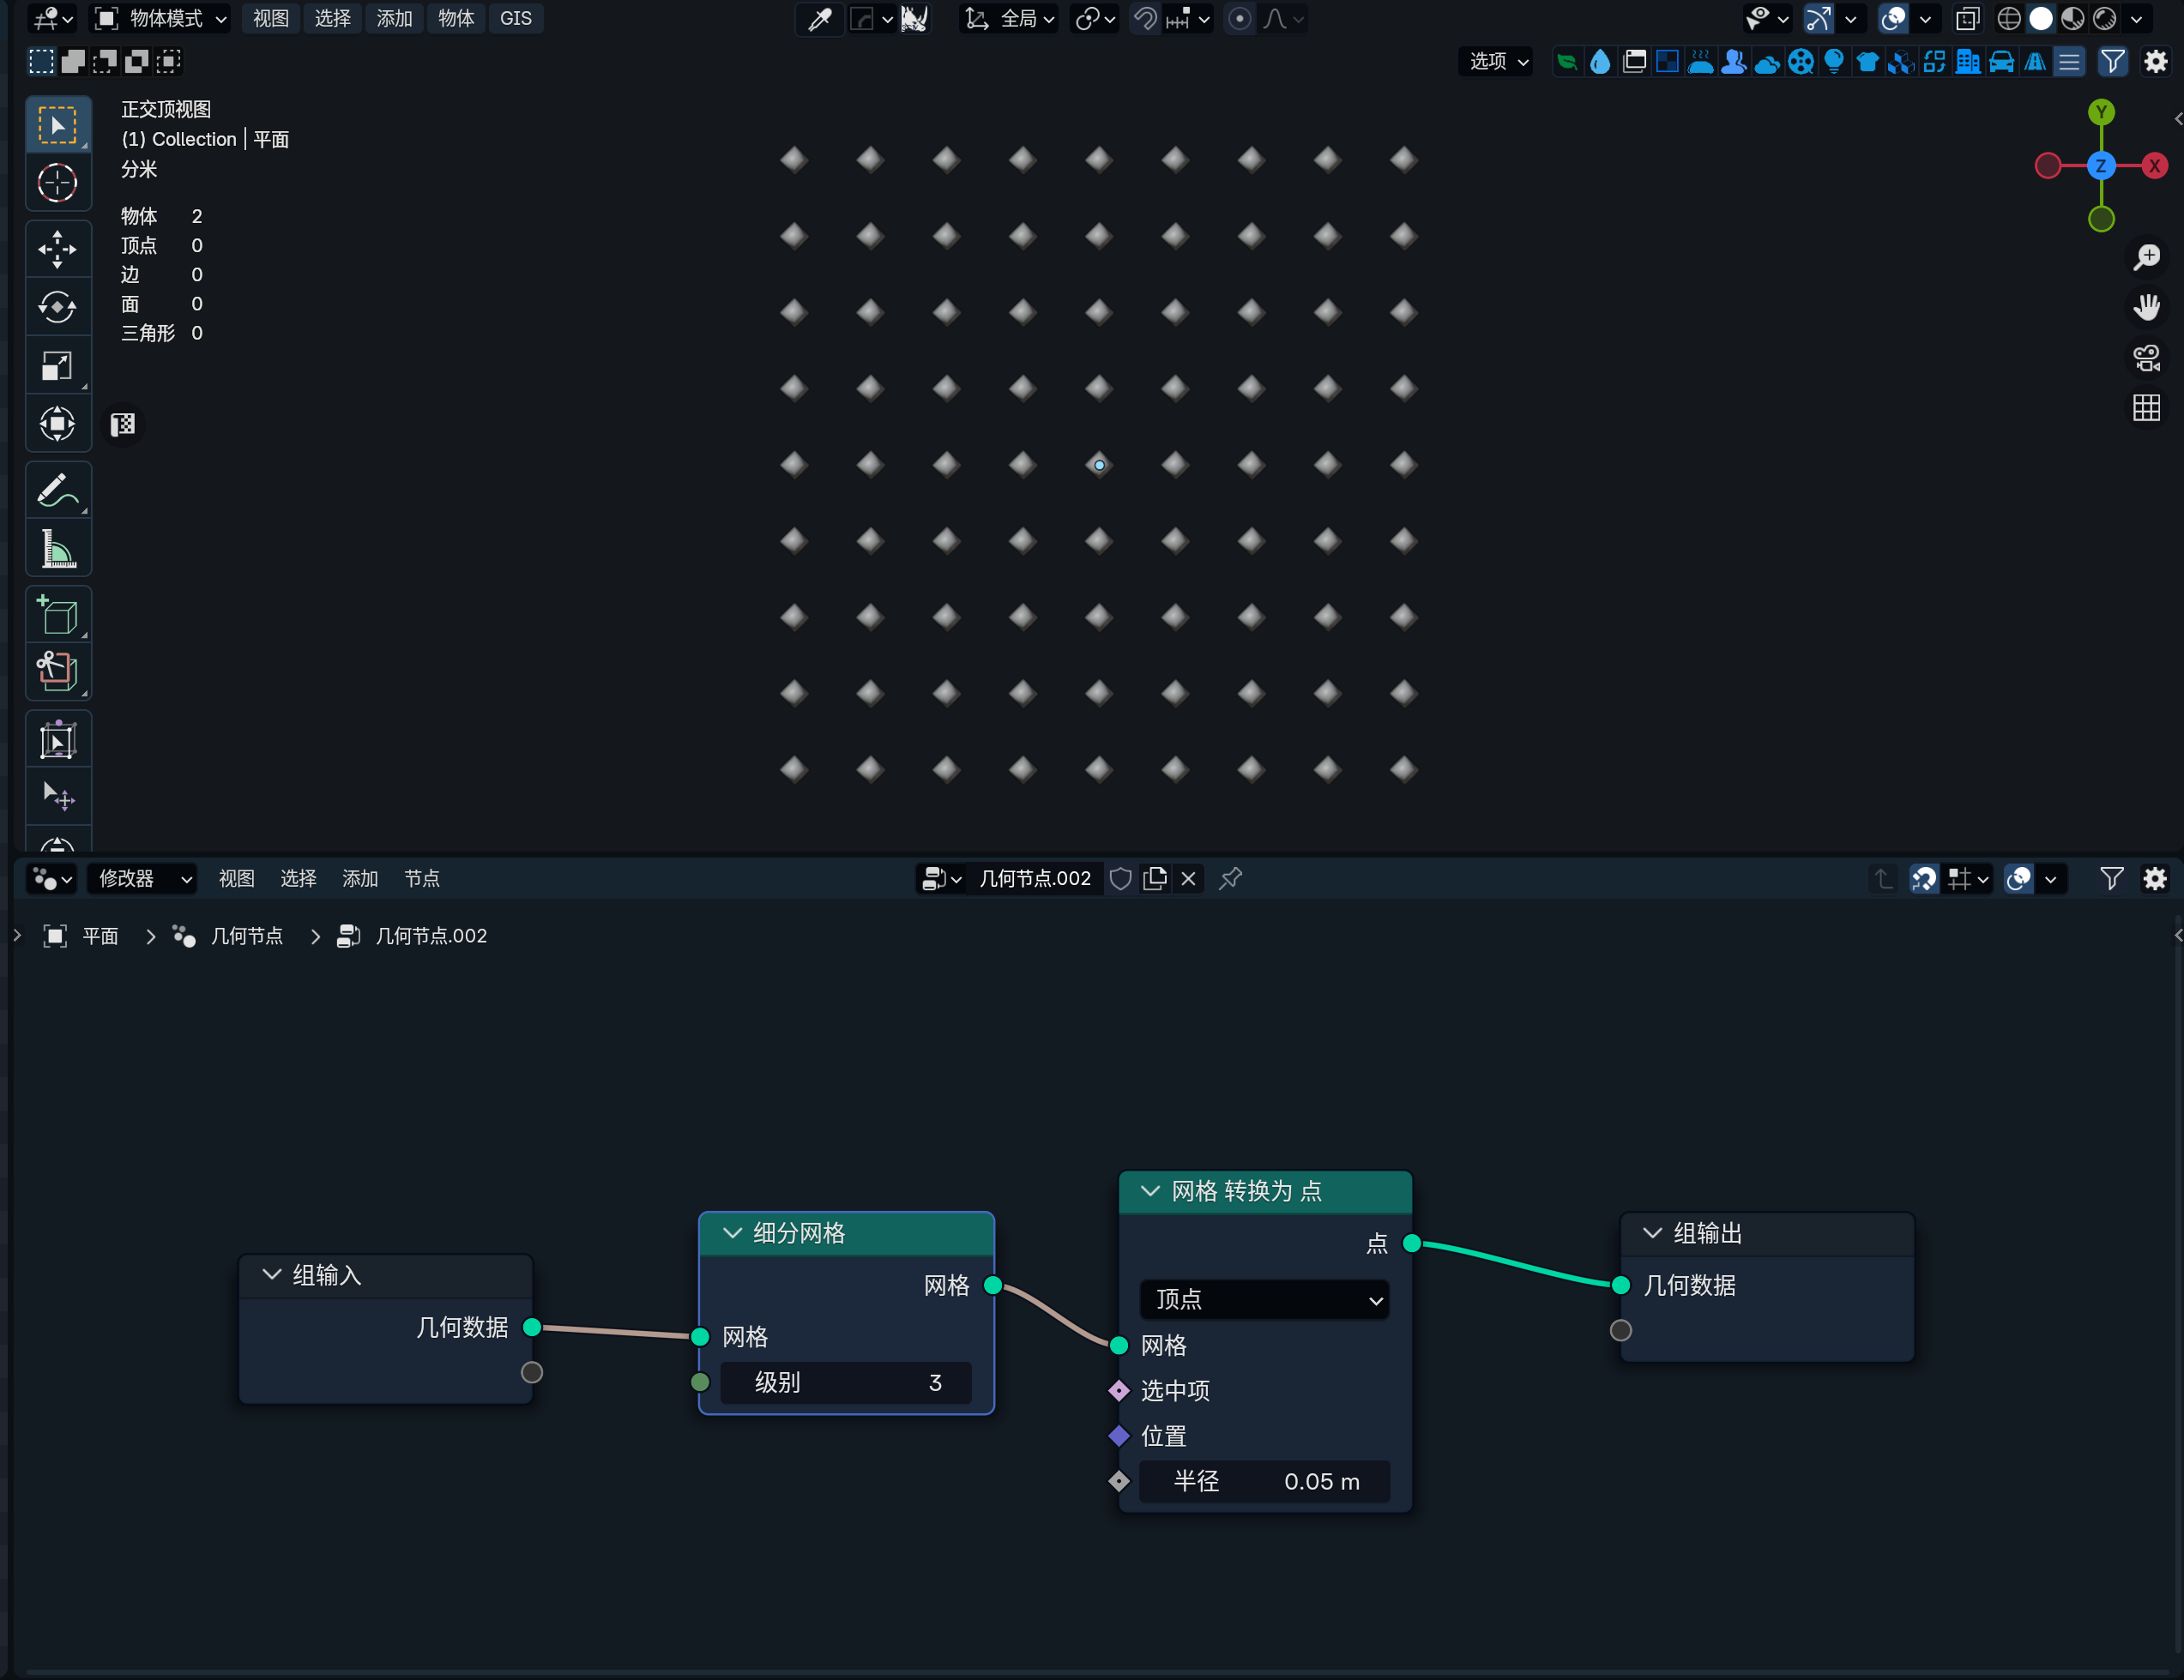 物体模式 视图 选择 添加 物体 GIS 全局
选项
正交顶视图
(1) Collection | 平面
分米
物体 2
顶点 0
边 0
面 0
三角形 0
Y
Z
X
修改器 视图 选择 添加 节点 几何节点.002
平面 几何节点 几何节点.002
组输入
几何数据
细分网格
网格
网格
级别 3
网格 转换为 点
点
顶点
网格
选中项
位置
半径 0.05 m
组输出
几何数据